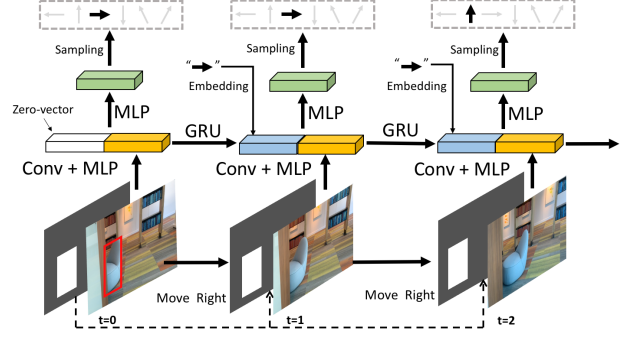 Sampling
Sampling
Sampling
“ ”
“ ”
Embedding
Embedding
Zero-vector
MLP
MLP
MLP
GRU
GRU
Conv + MLP
Conv + MLP
Conv + MLP
Move Right
Move Right
t=0
t=1
t=2